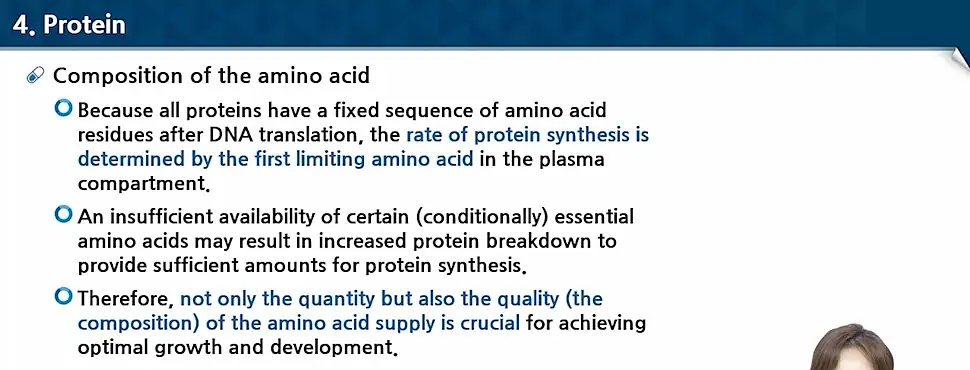 4. Protein
Composition of the amino acid
Because all proteins have a fixed sequence of amino acid
residues after DNA translation, the rate of protein synthesis is
determined by the first limiting amino acid in the plasma
compartment.
An insufficient availability of certain (conditionally) essential
amino acids may result in increased protein breakdown to
provide sufficient amounts for protein synthesis.
Therefore, not only the quantity but also the quality (the
composition) of the amino acid supply is crucial for achieving
optimal growth and development.